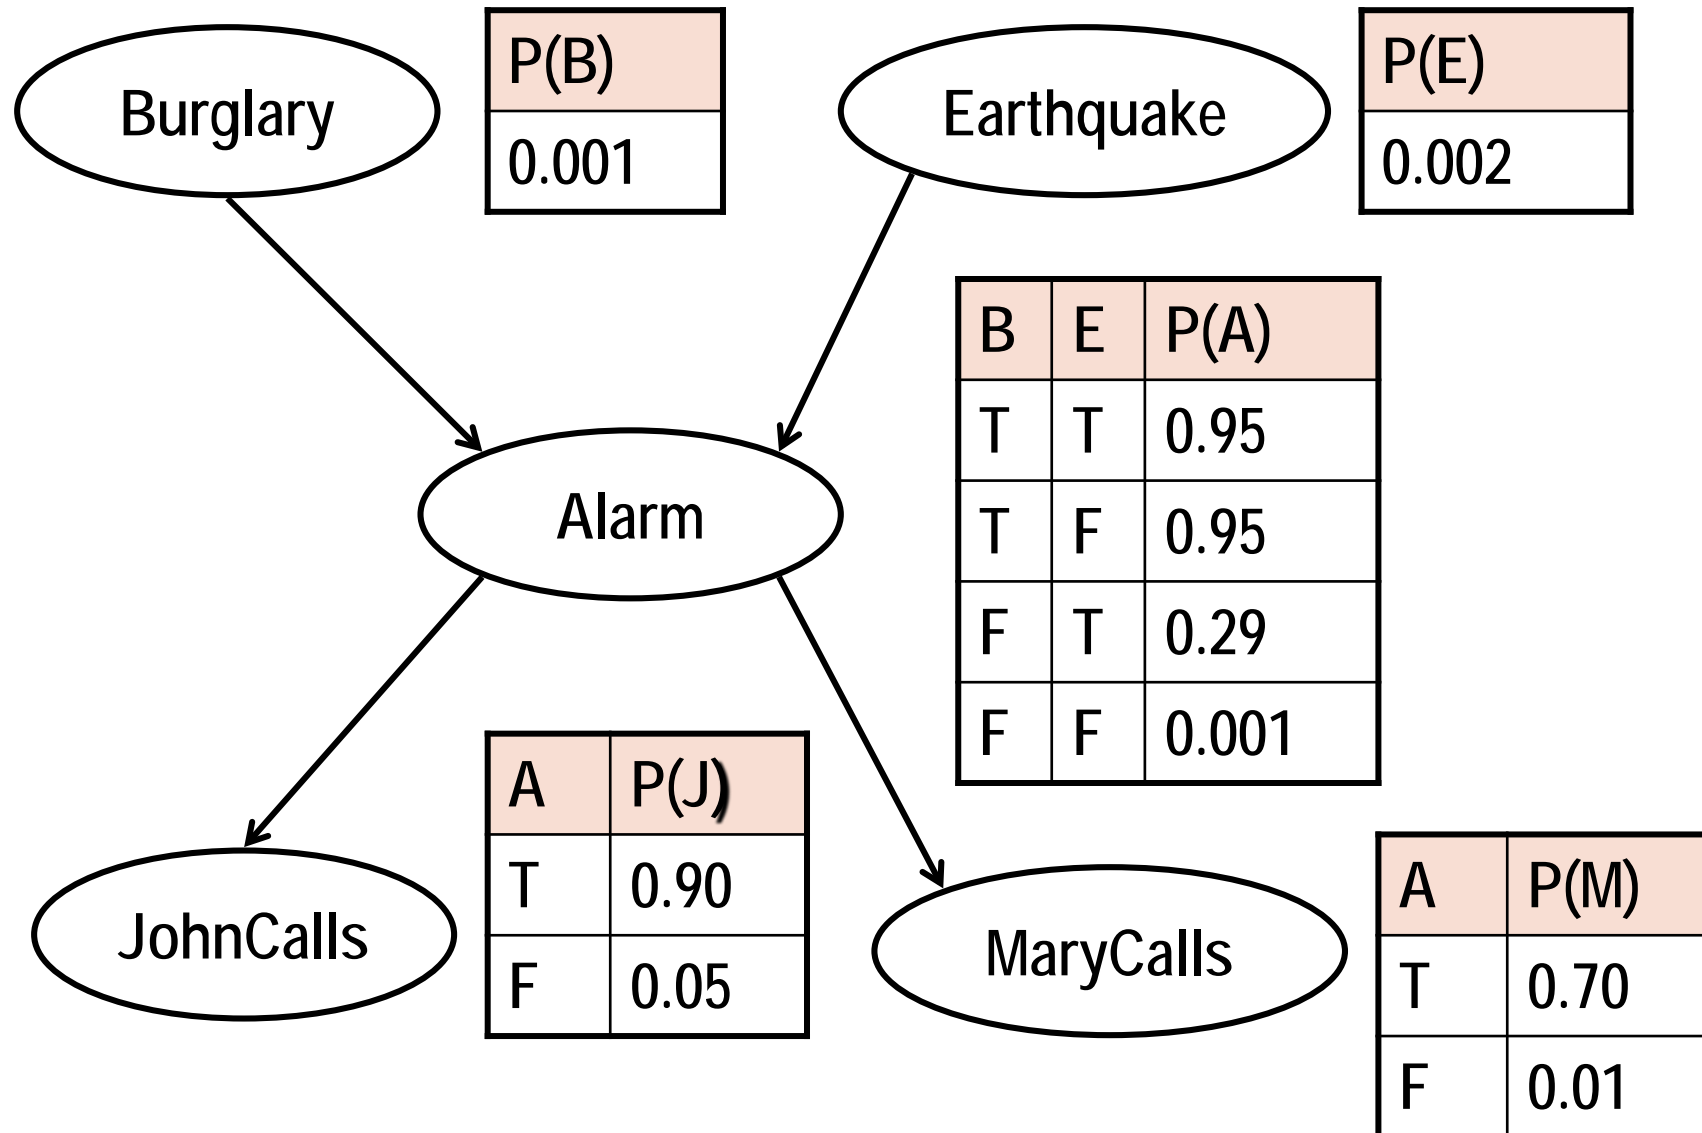 Burglary
P(B)
0.001
Earthquake
P(E)
0.002
B E P(A)
T T 0.95
T F 0.95
F T 0.29
F F 0.001
Alarm
JohnCalls
A P(J)
T 0.90
F 0.05
MaryCalls
A P(M)
T 0.70
F 0.01